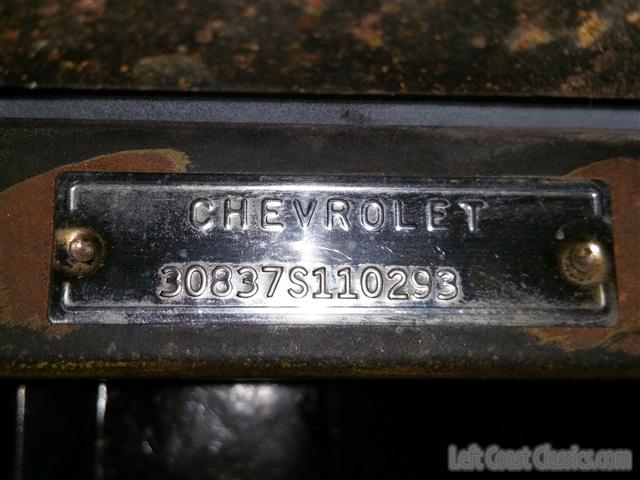 CHEVROLET
30837S110293
Left Coast Classics.com